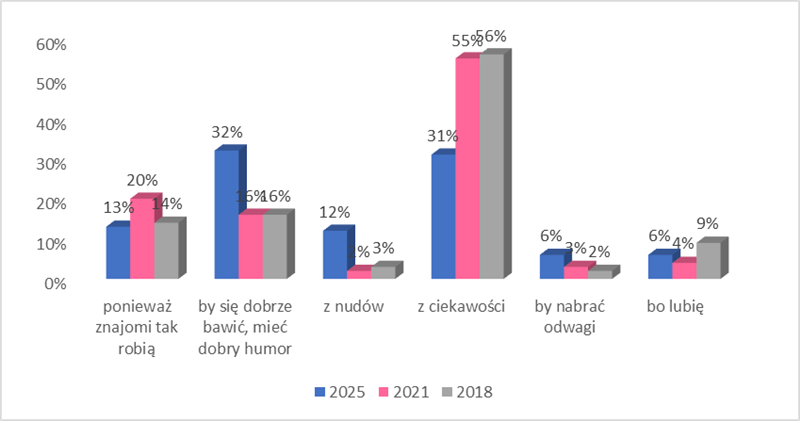 60%
50%
40%
30%
20%
10%
0%
13% 20% 14%
32% 16% 16%
12% 1% 3%
31% 55% 56%
6% 3% 2%
6% 4% 9%
ponieważ
znajomi tak
robią
by się dobrze
bawić, mieć
dobry humor
z nudów
z ciekawości
by nabrać
odwagi
bo lubię
2025 2021 2018